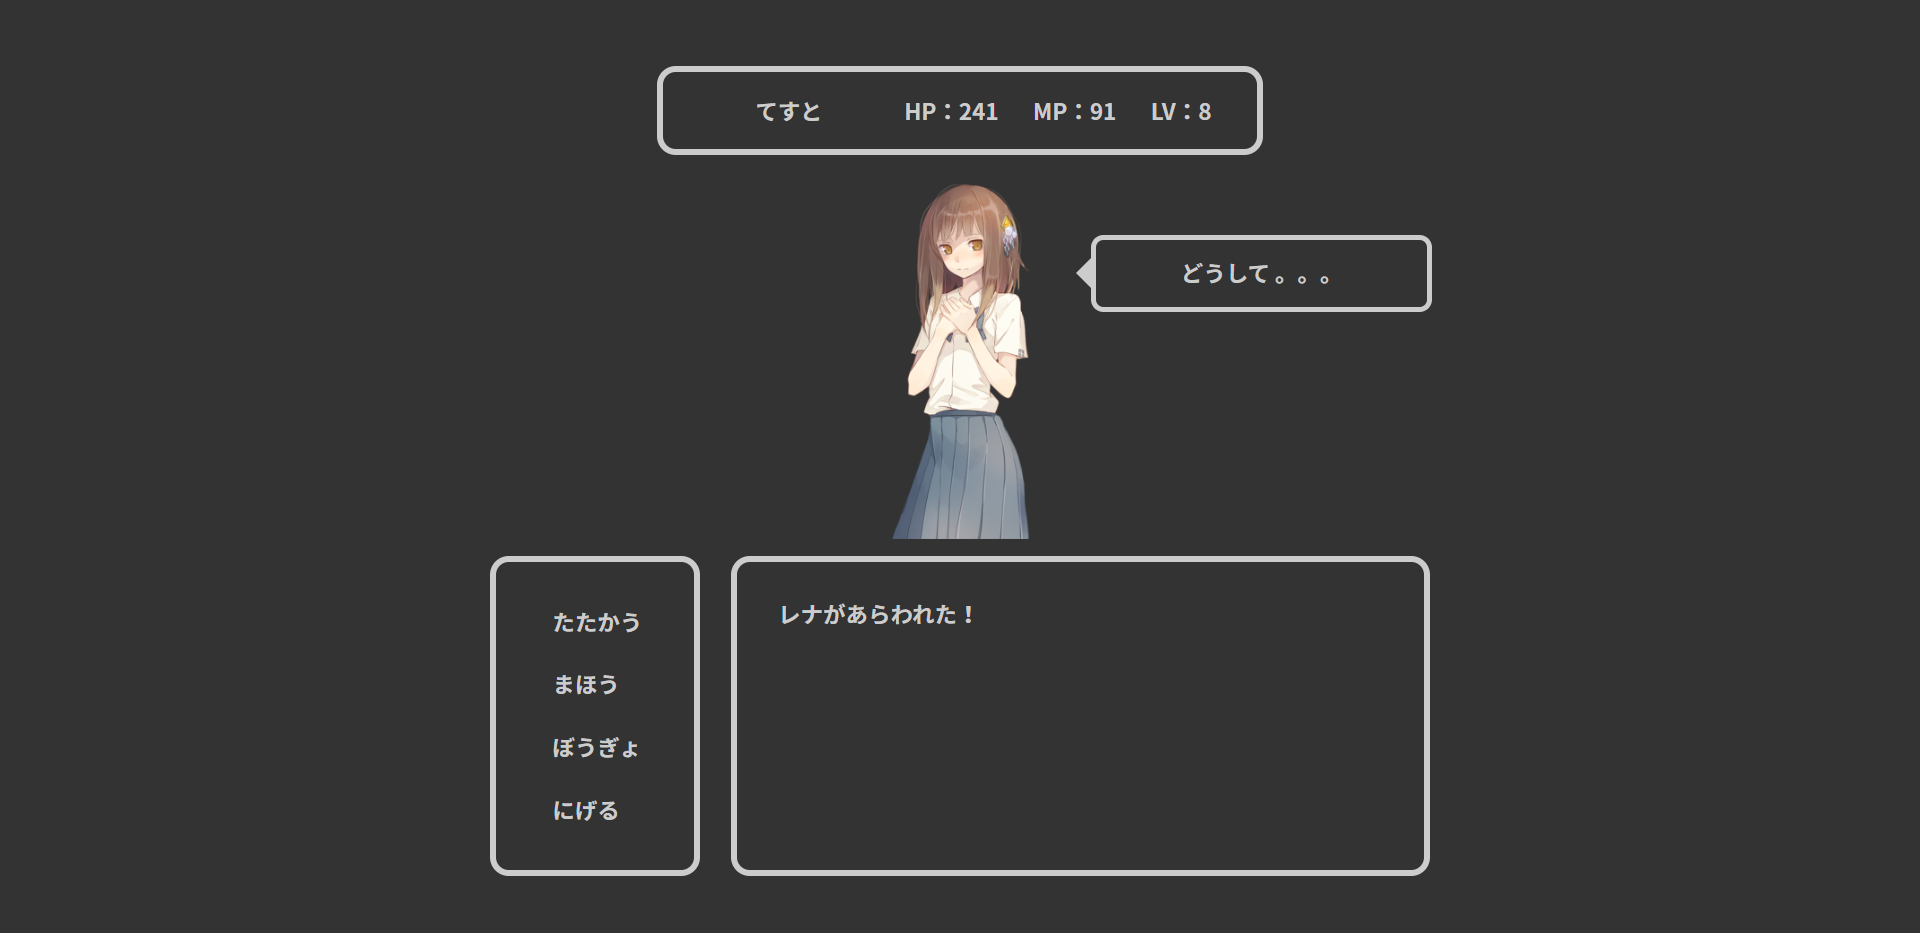 てすと HP：241 MP：91 LV：8
どうして。。。
たたかう
まほう
ぼうぎょ
にげる
レナがあらわれた！